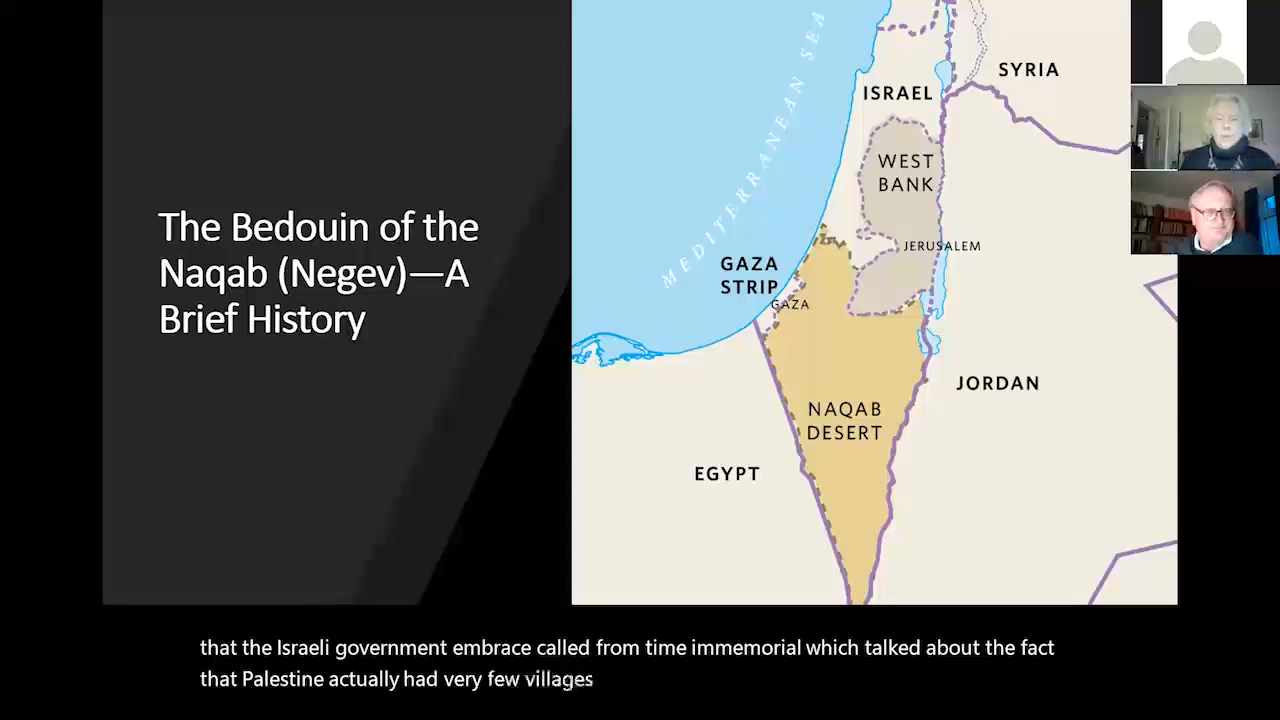 The Bedouin of the
Naqab (Negev)—A
Brief History
MEDITERRANEAN SEA
SYRIA
ISRAEL
WEST
BANK
JERUSALEM
GAZA
STRIP
GAZA
JORDAN
NAQAB
DESERT
EGYPT
that the Israeli government embrace called from time immemorial which talked about the fact
that Palestine actually had very few villages